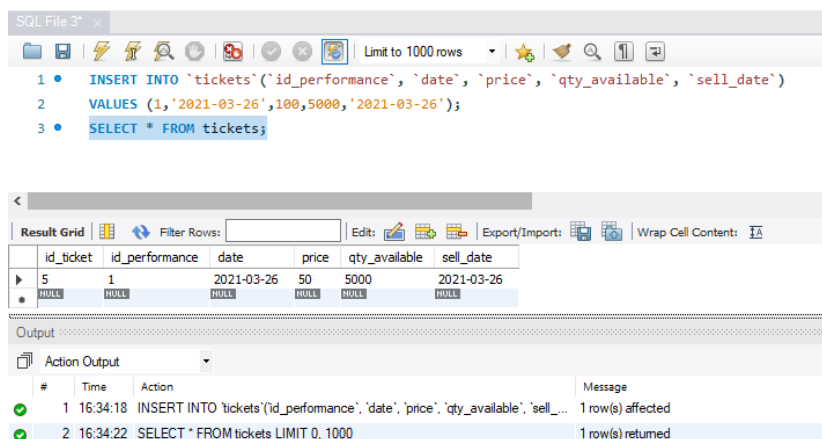 SQL File 3* ×
Limit to 1000 rows
1 INSERT INTO `tickets`(`id_performance`, `date`, `price`, `qty_available`, `sell_date`)
2 VALUES (1,'2021-03-26',100,5000,'2021-03-26');
3 SELECT * FROM tickets;
Result Grid Filter Rows: Edit: Export/Import: Wrap Cell Content: IA
id_ticket id_performance date price qty_available sell_date
5 1 2021-03-26 50 5000 2021-03-26
NULL NULL NULL NULL NULL NULL
Output
Action Output
# Time Action Message
1 16:34:18 INSERT INTO `tickets`(`id_performance`, `date`, `price`, `qty_available`, `sell_... 1 row(s) affected
2 16:34:22 SELECT * FROM tickets LIMIT 0, 1000 1 row(s) returned